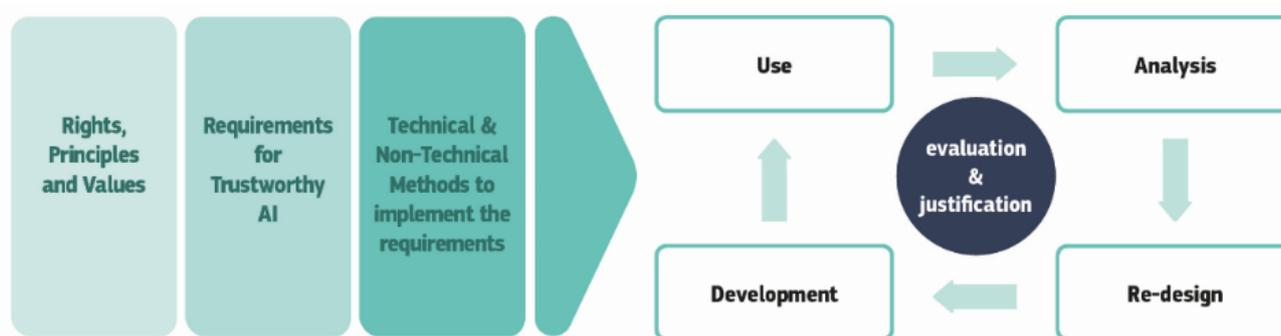 Rights,
Principles
and Values
Requirements
for
Trustworthy
AI
Technical &
Non-Technical
Methods to
implement the
requirements
Use
Analysis
evaluation
&
justification
Development
Re-design